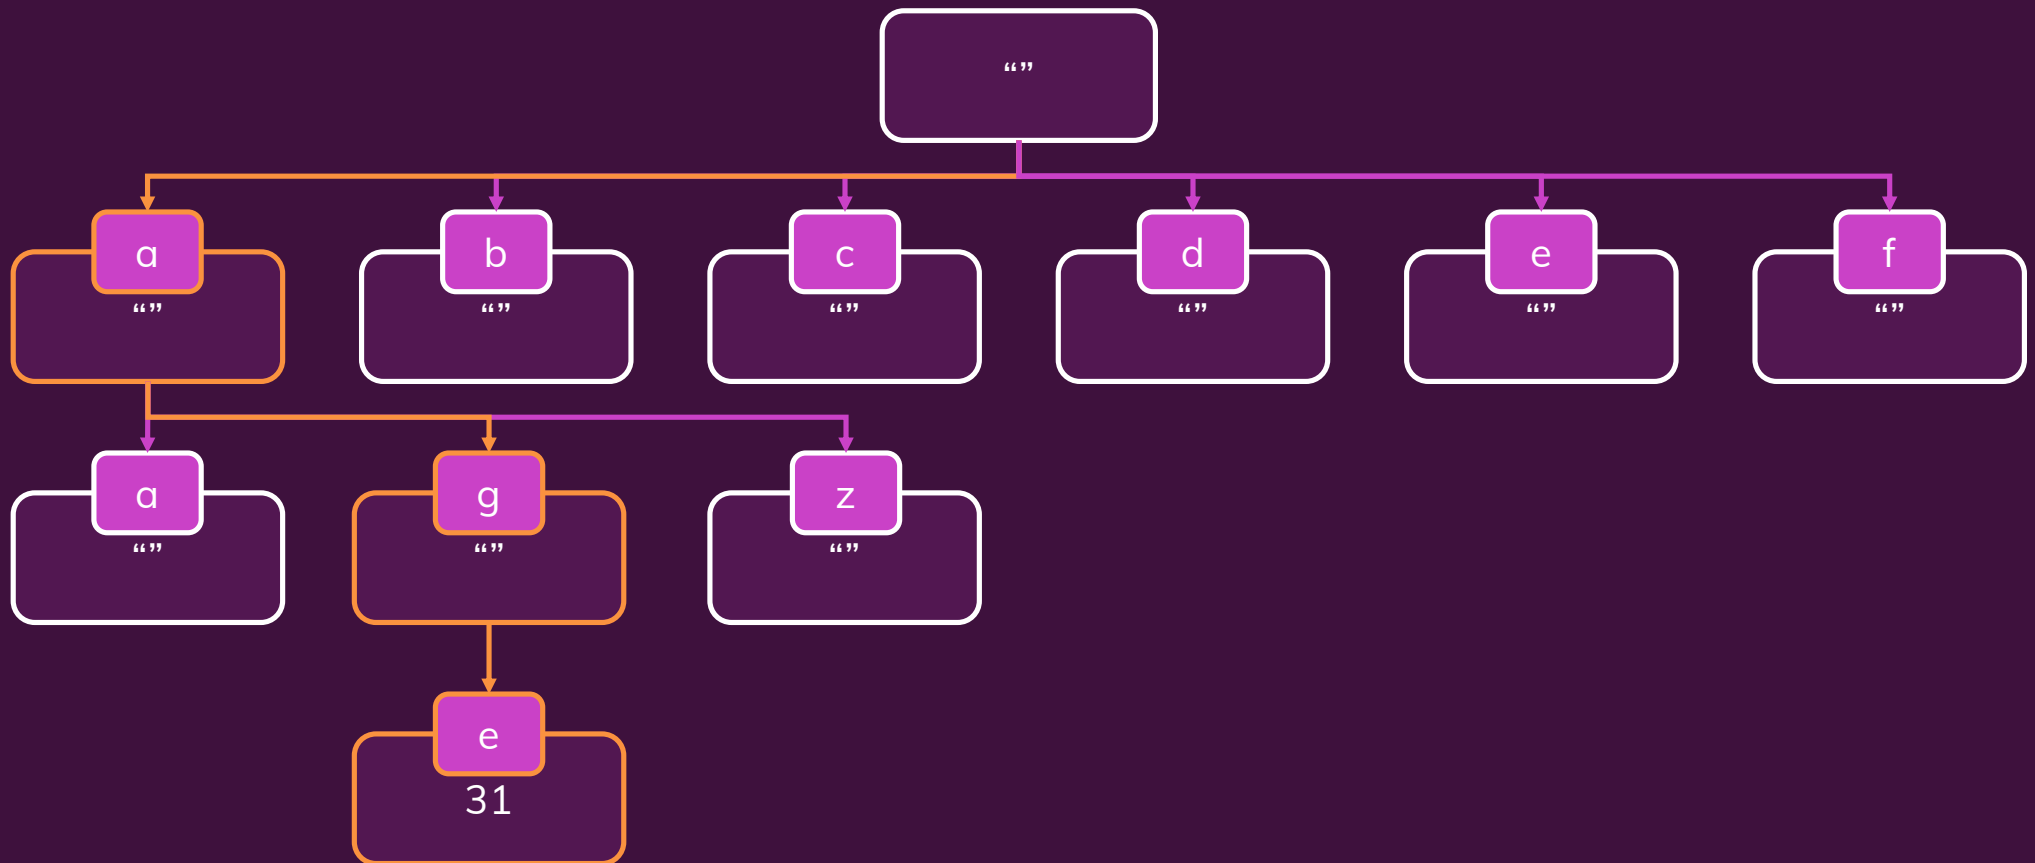 “”
a b c d e f
“” “” “” “” “” “”
a g z
“” “” “”
e
31